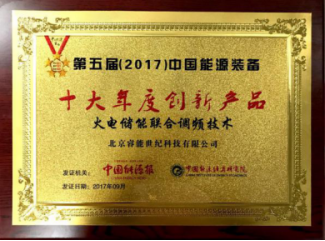 第五届(2017)中国能源装备
十大年度创新产品
火电储能联合调频技术
北京睿能世纪科技有限公司
发证机关：中国能源报
发证日期：2017年09月